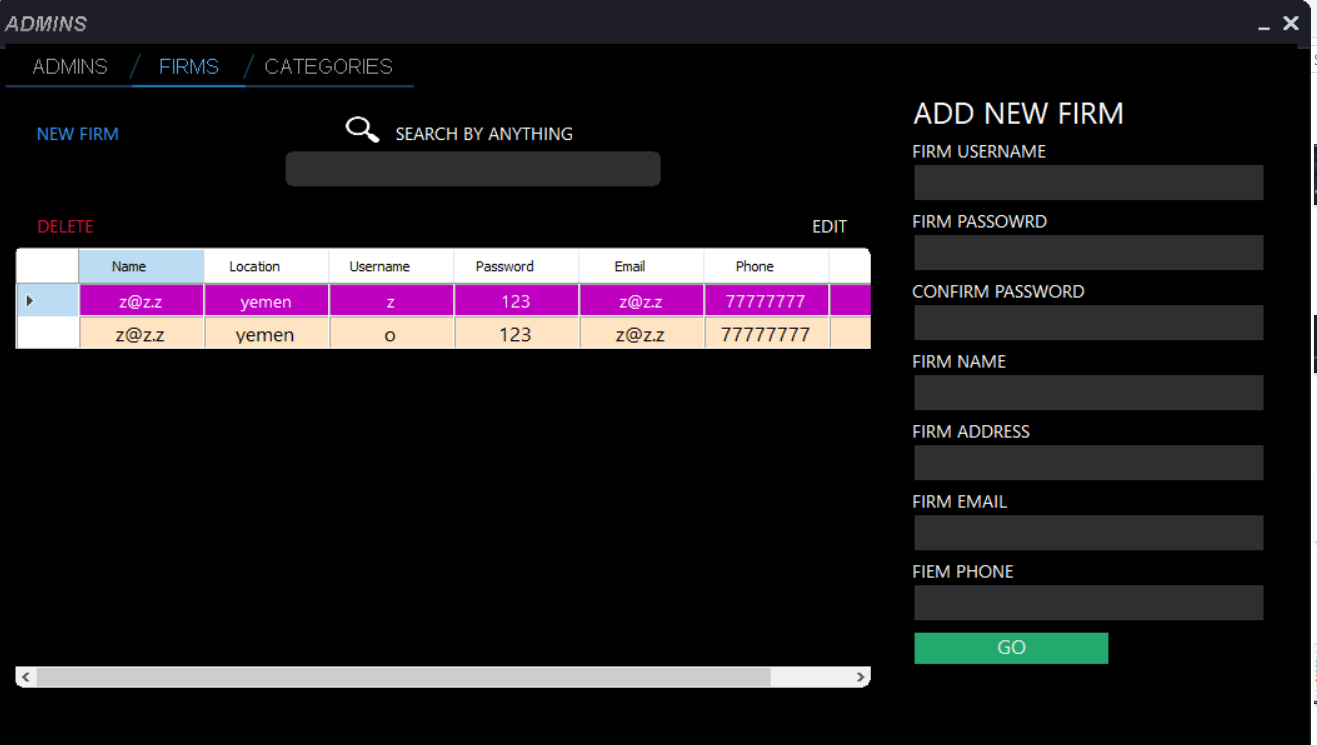 ADMINS
ADMINS / FIRMS / CATEGORIES
NEW FIRM
SEARCH BY ANYTHING
DELETE
EDIT
Name Location Username Password Email Phone
z@z.z yemen z 123 z@z.z 77777777
z@z.z yemen o 123 z@z.z 77777777
ADD NEW FIRM
FIRM USERNAME
FIRM PASSOWRD
CONFIRM PASSWORD
FIRM NAME
FIRM ADDRESS
FIRM EMAIL
FIEM PHONE
GO